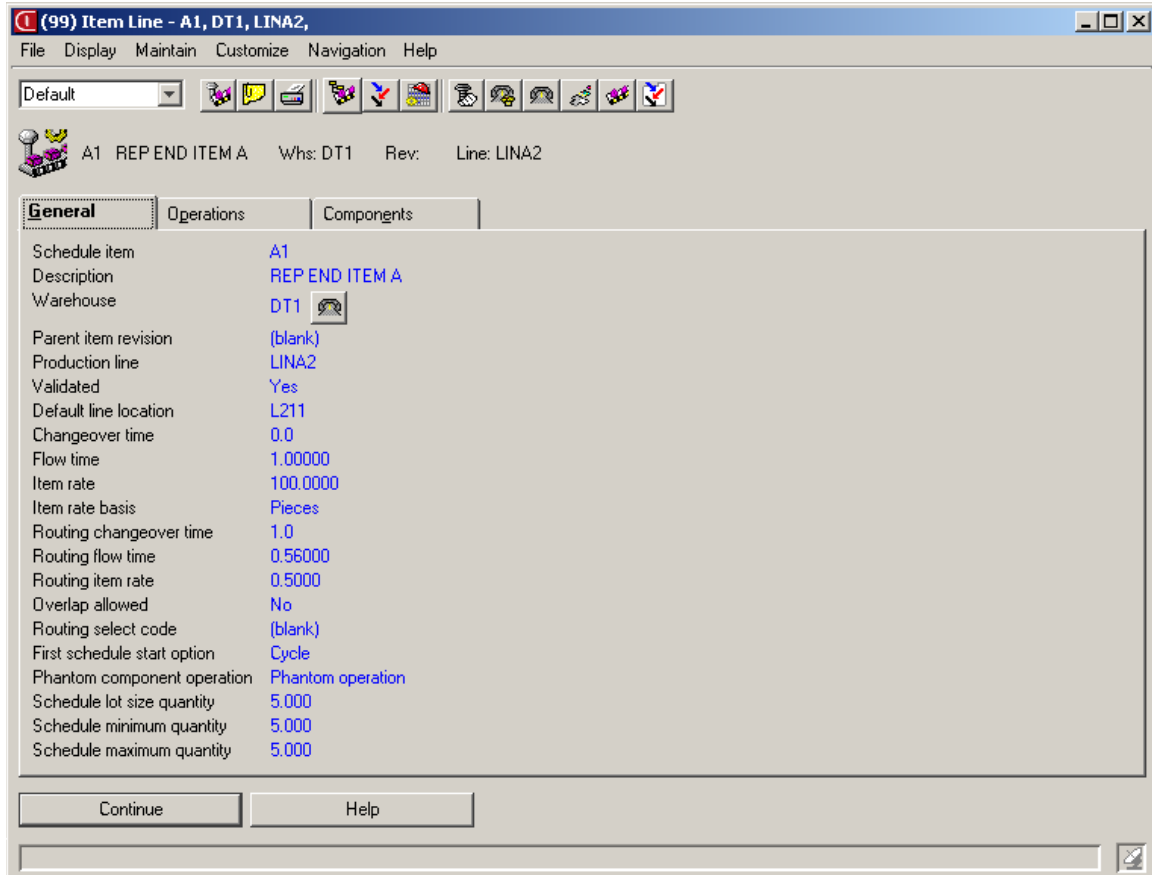 (99) Item Line - A1, DT1, LINA2,
File Display Maintain Customize Navigation Help
Default
A1 REP END ITEM A Whs: DT1 Rev: Line: LINA2
General Operations Components
Schedule item A1
Description REP END ITEM A
Warehouse DT1
Parent item revision (blank)
Production line LINA2
Validated Yes
Default line location L211
Changeover time 0.0
Flow time 1.00000
Item rate 100.0000
Item rate basis Pieces
Routing changeover time 1.0
Routing flow time 0.56000
Routing item rate 0.5000
Overlap allowed No
Routing select code (blank)
First schedule start option Cycle
Phantom component operation Phantom operation
Schedule lot size quantity 5.000
Schedule minimum quantity 5.000
Schedule maximum quantity 5.000
Continue Help